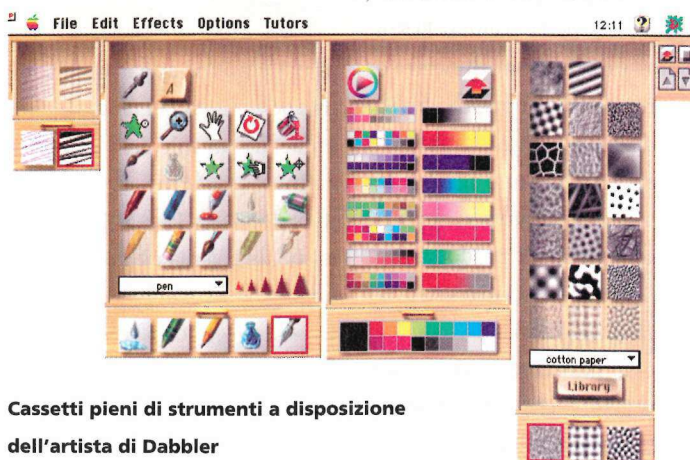 File Edit Effects Options Tutors 12:11
pen
cotton paper
Library
Cassetti pieni di strumenti a disposizione
dell'artista di Dabbler